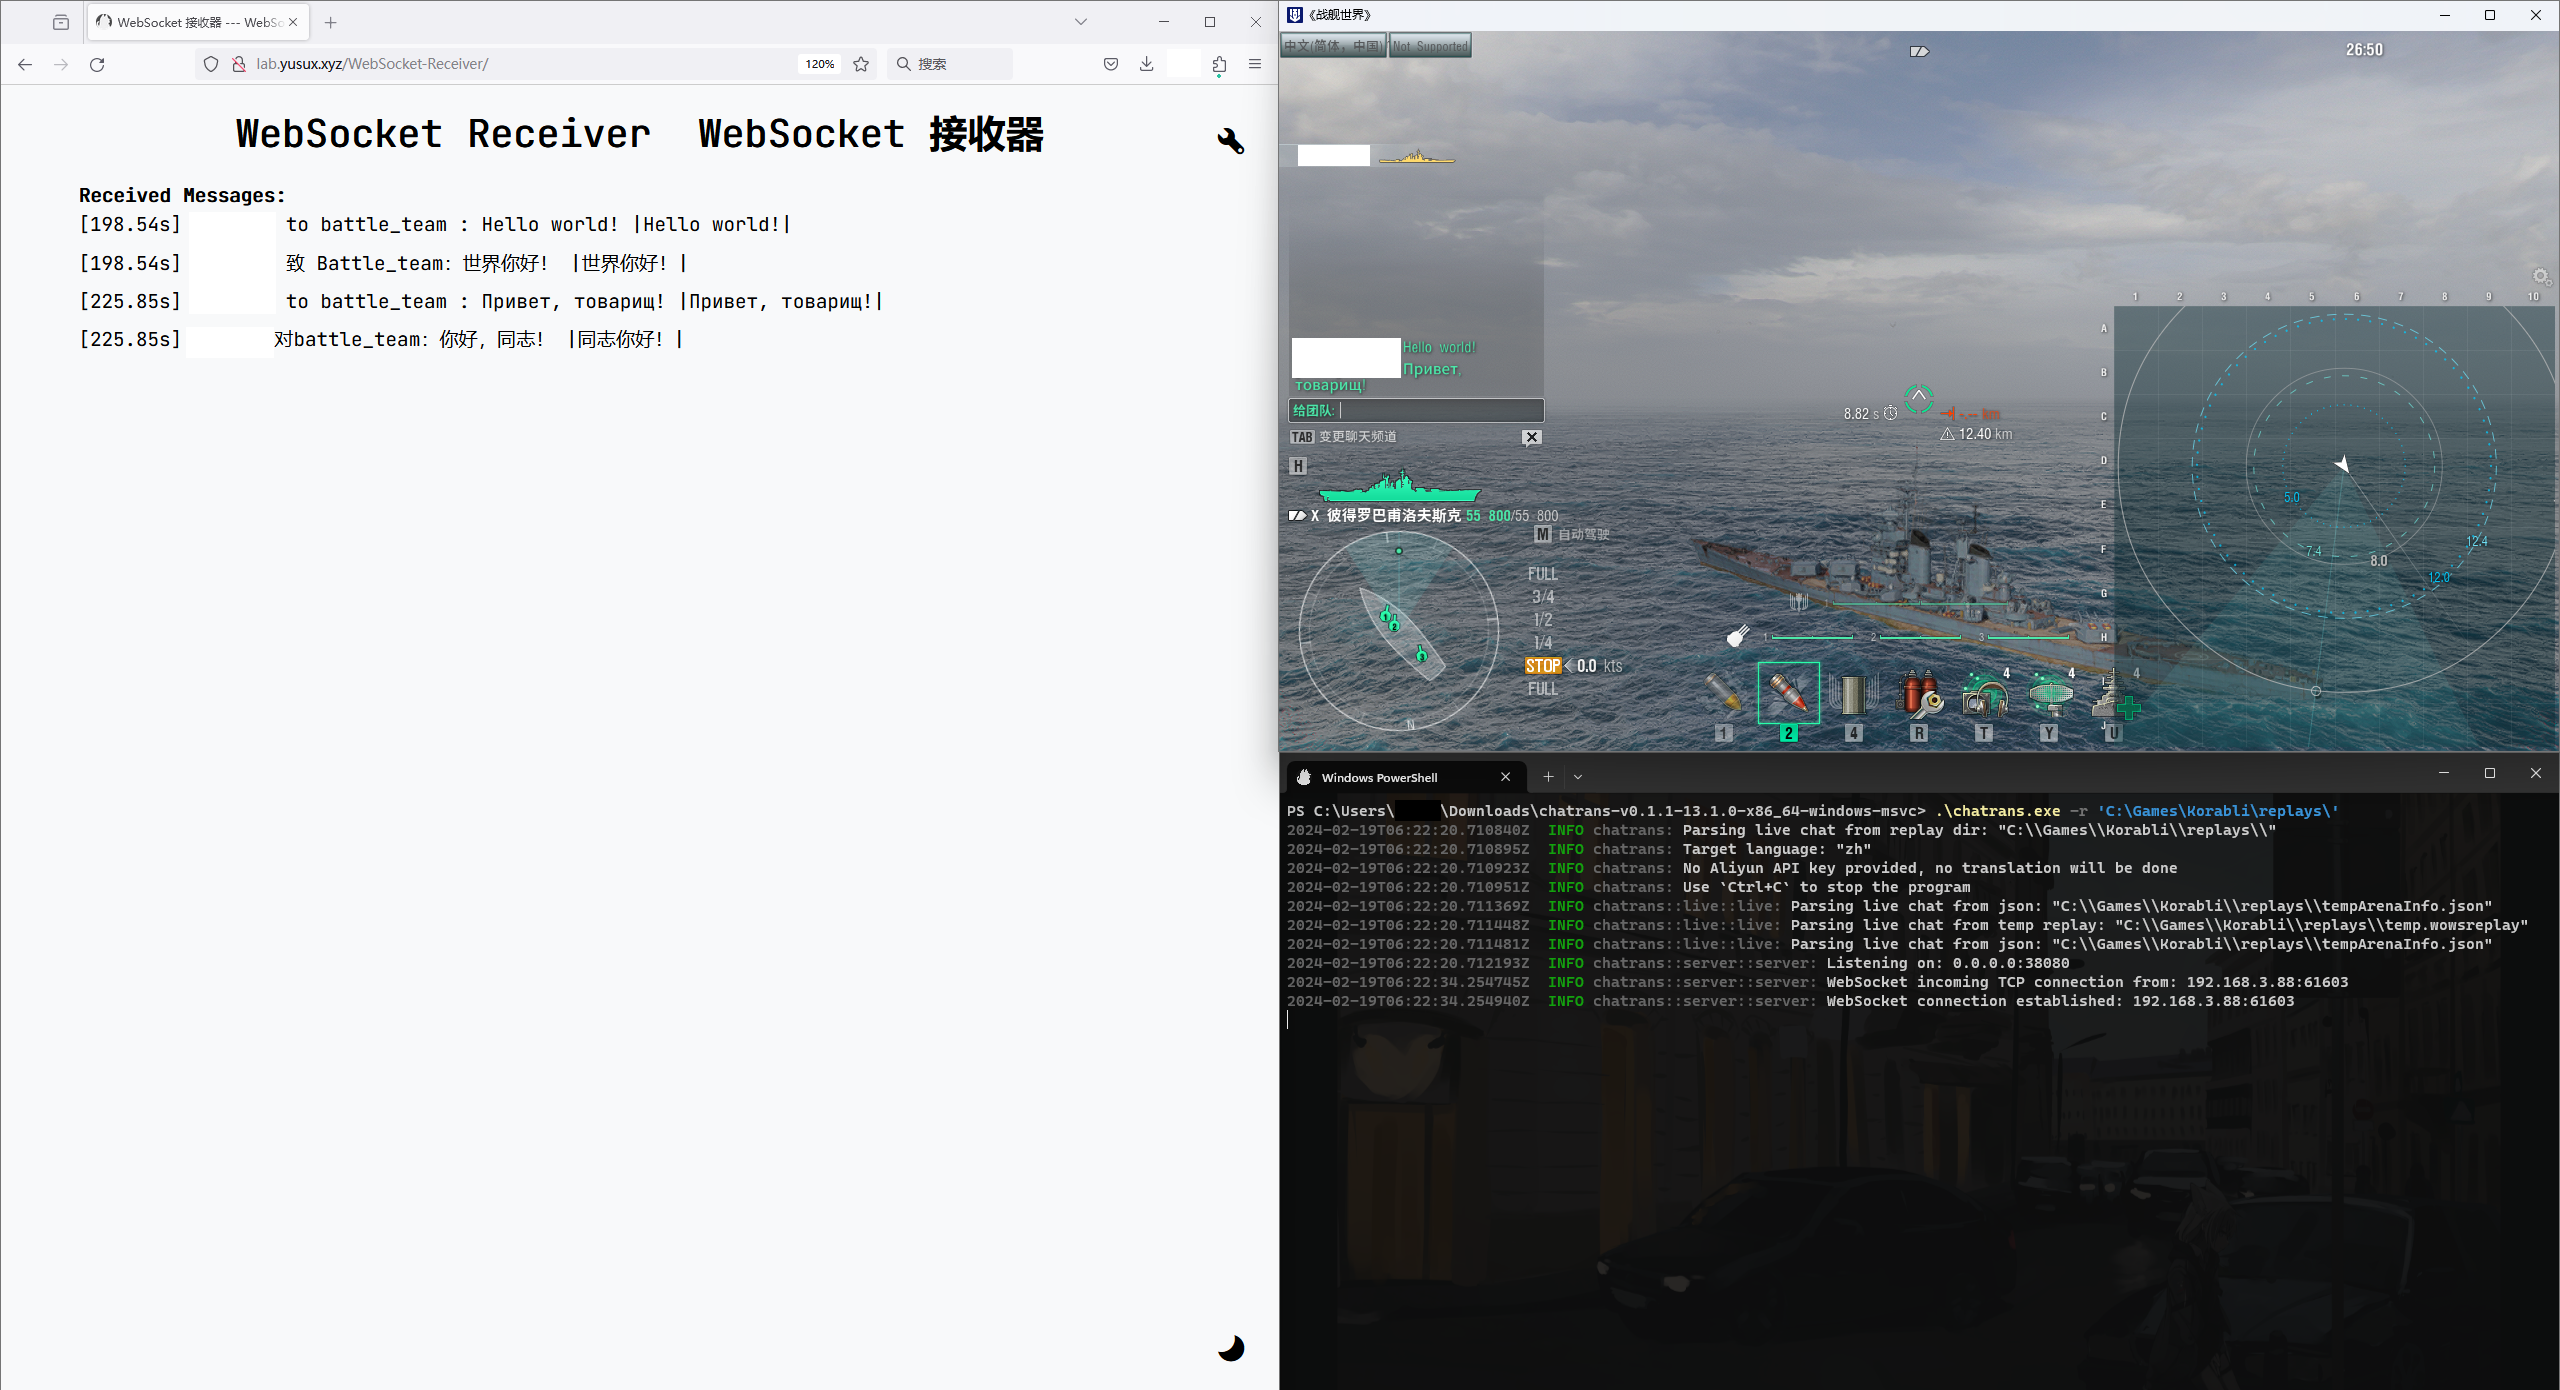 WebSocket 接收器 --- WebSo
lab.yusux.xyz/WebSocket-Receiver/
120%
搜索
WebSocket Receiver WebSocket 接收器
Received Messages:
[198.54s] to battle_team : Hello world! |Hello world!|
[198.54s] 致 Battle_team: 世界你好! |世界你好! |
[225.85s] to battle_team : Привет, товарищ! |Привет, товарищ!|
[225.85s] 对battle_team: 你好, 同志! |同志你好! |
《战舰世界》
中文(简体, 中国)
Not Supported
26:50
Hello world!
Привет,
товарищ!
给团队:
TAB 变更聊天频道
H
X 彼得罗巴甫洛夫斯克 55 800/55 800
M 自动驾驶
FULL
3/4
1/2
1/4
STOP 0.0 kts
FULL
N
1
2
3
8.82 s
-.-- km
12.40 km
1 2 3
4 4 4
1 2 4 R T Y U
1 2 3 4 5 6 7 8 9 10
A
B
C
D
E
F
G
H
I
J
5.0
7.4
8.0
12.4
12.0
Windows PowerShell
PS C:\Users\ \Downloads\chatrans-v0.1.1-13.1.0-x86_64-windows-msvc> .\chatrans.exe -r 'C:\Games\Korabli\replays\'
2024-02-19T06:22:20.710840Z INFO chatrans: Parsing live chat from replay dir: "C:\\Games\\Korabli\\replays\\"
2024-02-19T06:22:20.710895Z INFO chatrans: Target language: "zh"
2024-02-19T06:22:20.710923Z INFO chatrans: No Aliyun API key provided, no translation will be done
2024-02-19T06:22:20.710951Z INFO chatrans: Use `Ctrl+C` to stop the program
2024-02-19T06:22:20.711369Z INFO chatrans::live::live: Parsing live chat from json: "C:\\Games\\Korabli\\replays\\tempArenaInfo.json"
2024-02-19T06:22:20.711448Z INFO chatrans::live::live: Parsing live chat from temp replay: "C:\\Games\\Korabli\\replays\\temp.wowsreplay"
2024-02-19T06:22:20.711481Z INFO chatrans::live::live: Parsing live chat from json: "C:\\Games\\Korabli\\replays\\tempArenaInfo.json"
2024-02-19T06:22:20.712193Z INFO chatrans::server::server: Listening on: 0.0.0.0:38080
2024-02-19T06:22:34.254745Z INFO chatrans::server::server: WebSocket incoming TCP connection from: 192.168.3.88:61603
2024-02-19T06:22:34.254940Z INFO chatrans::server::server: WebSocket connection established: 192.168.3.88:61603